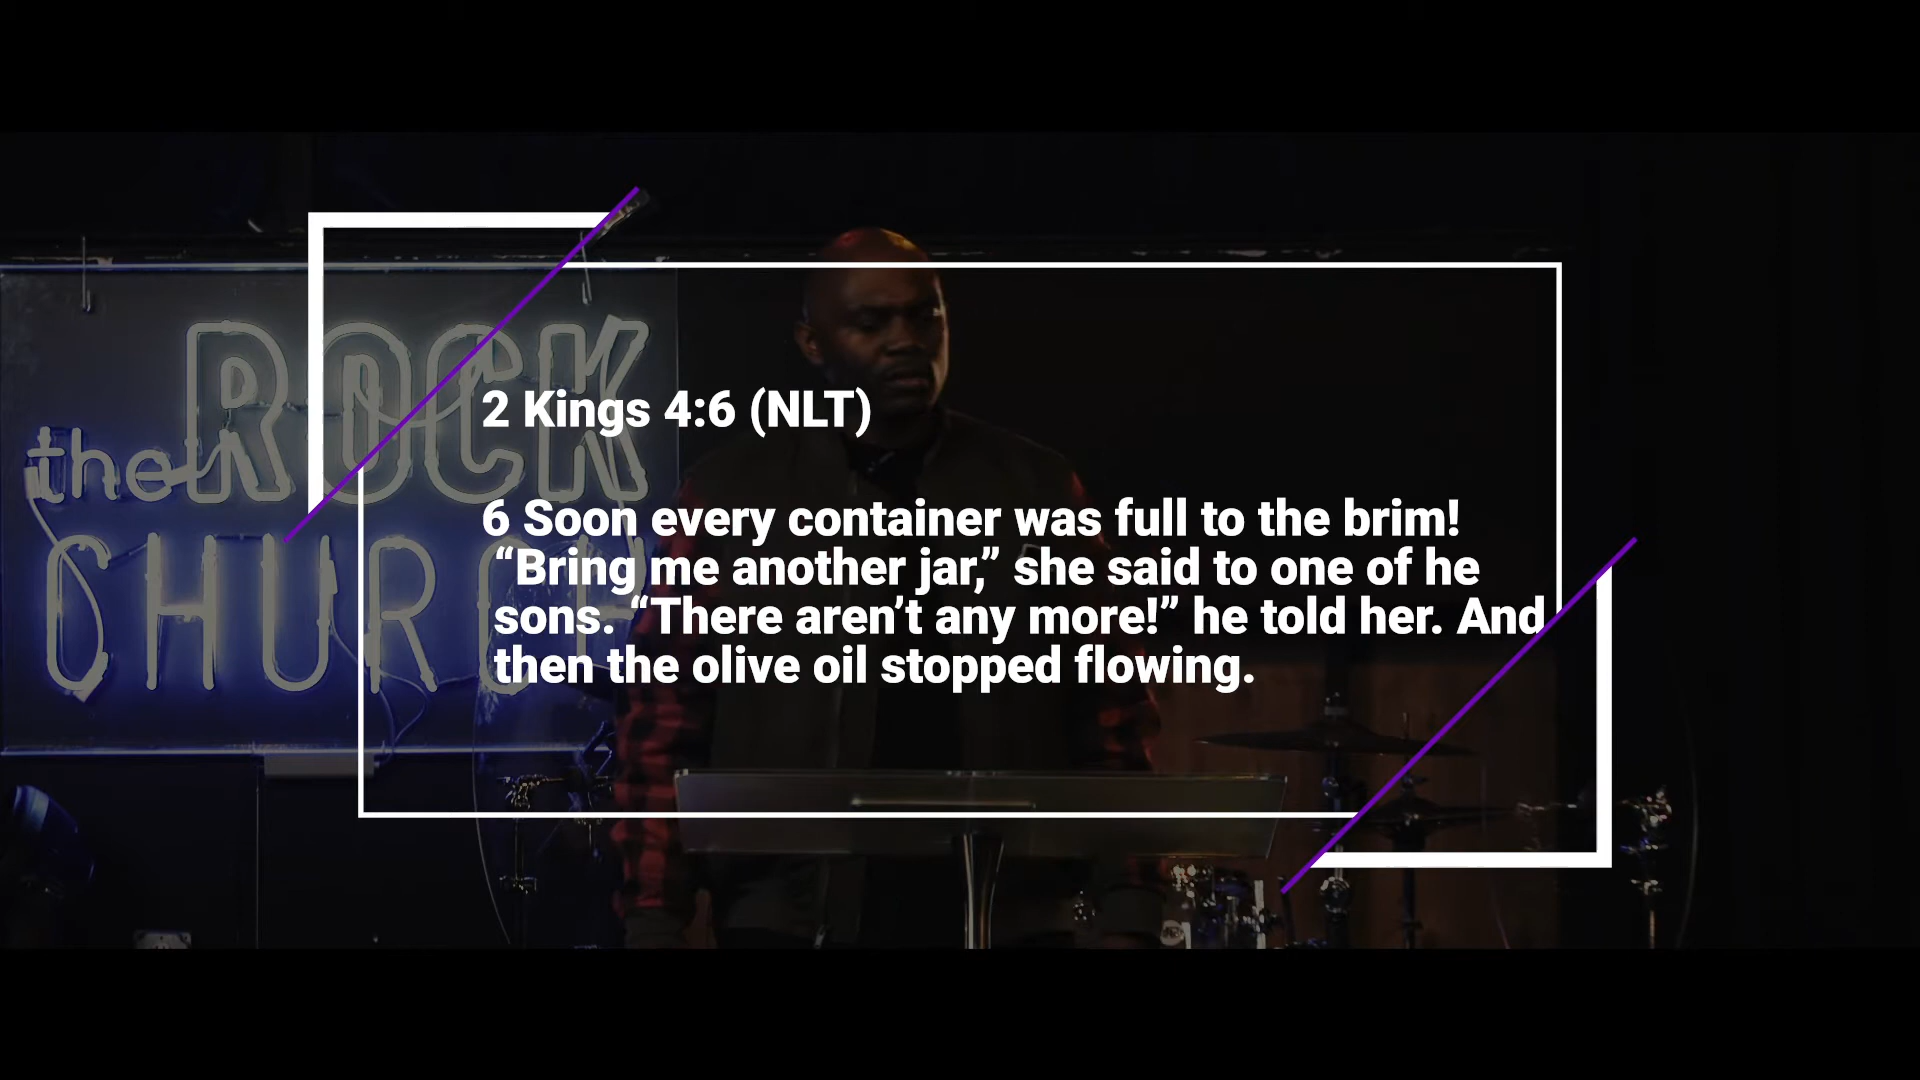 the ROCK
CHURCH
2 Kings 4:6 (NLT)
6 Soon every container was full to the brim!
“Bring me another jar,” she said to one of he
sons. “There aren’t any more!” he told her. And
then the olive oil stopped flowing.